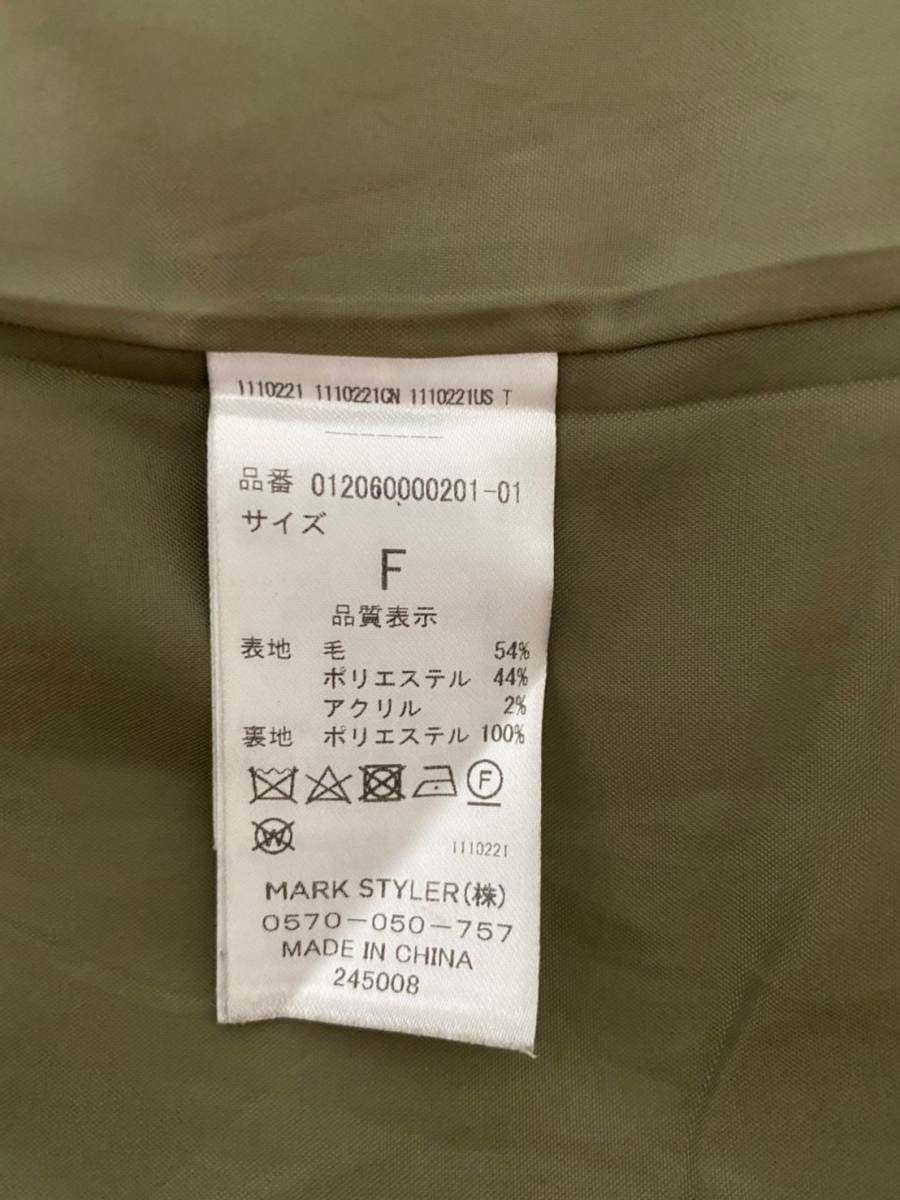 1110221 1110221CN 1110221US T
品番 012060000201-01
サイズ
F
品質表示
表地 毛 54%
ポリエステル 44%
アクリル 2%
裏地 ポリエステル 100%
F
W
1110221
MARK STYLER(株)
0570-050-757
MADE IN CHINA
245008